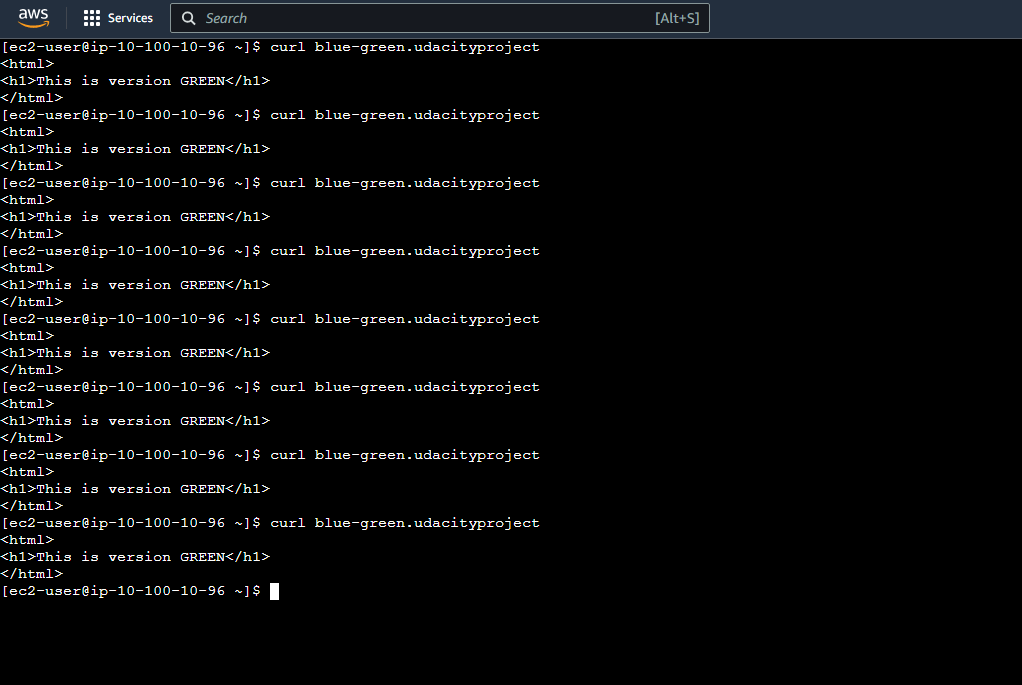 aws Services Search [Alt+S]
[ec2-user@ip-10-100-10-96 ~]$ curl blue-green.udacityproject
<html>
<h1>This is version GREEN</h1>
</html>
[ec2-user@ip-10-100-10-96 ~]$ curl blue-green.udacityproject
<html>
<h1>This is version GREEN</h1>
</html>
[ec2-user@ip-10-100-10-96 ~]$ curl blue-green.udacityproject
<html>
<h1>This is version GREEN</h1>
</html>
[ec2-user@ip-10-100-10-96 ~]$ curl blue-green.udacityproject
<html>
<h1>This is version GREEN</h1>
</html>
[ec2-user@ip-10-100-10-96 ~]$ curl blue-green.udacityproject
<html>
<h1>This is version GREEN</h1>
</html>
[ec2-user@ip-10-100-10-96 ~]$ curl blue-green.udacityproject
<html>
<h1>This is version GREEN</h1>
</html>
[ec2-user@ip-10-100-10-96 ~]$ curl blue-green.udacityproject
<html>
<h1>This is version GREEN</h1>
</html>
[ec2-user@ip-10-100-10-96 ~]$ curl blue-green.udacityproject
<html>
<h1>This is version GREEN</h1>
</html>
[ec2-user@ip-10-100-10-96 ~]$